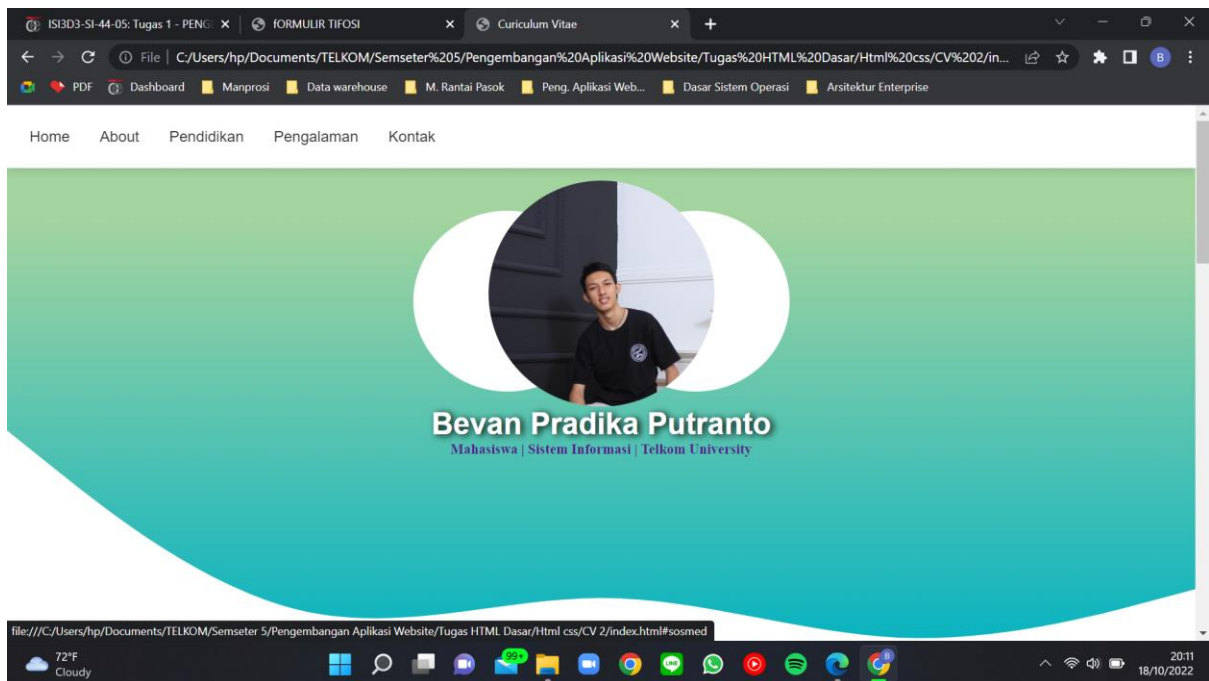 ISI3D3-SI-44-05: Tugas 1 - PENG
fORMULIR TIFOSI
Curiculum Vitae
File | C:/Users/hp/Documents/TELKOM/Semseter%205/Pengembangan%20Aplikasi%20Website/Tugas%20HTML%20Dasar/Html%20css/CV%202/in...
B
PDF Dashboard Manprosi Data warehouse M. Rantai Pasok Peng. Aplikasi Web... Dasar Sistem Operasi Arsitektur Enterprise
Home About Pendidikan Pengalaman Kontak
Bevan Pradika Putranto
Mahasiswa | Sistem Informasi | Telkom University
file:///C:/Users/hp/Documents/TELKOM/Semseter 5/Pengembangan Aplikasi Website/Tugas HTML Dasar/Html css/CV 2/index.html#sosmed
72°F
Cloudy
99+
LINE
B
20:11
18/10/2022